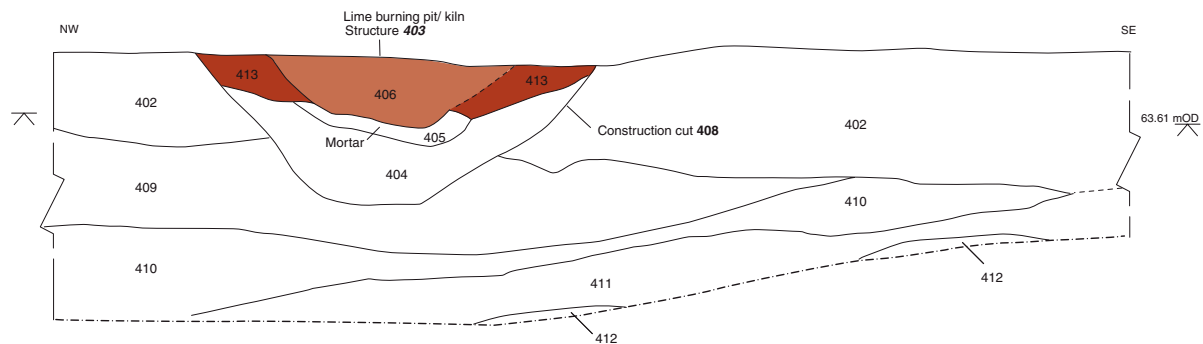 Lime burning pit/ kiln
Structure 403
NW
SE
413
413
406
402
402
63.61 mOD
Construction cut 408
Mortar
405
404
409
410
410
411
412
412